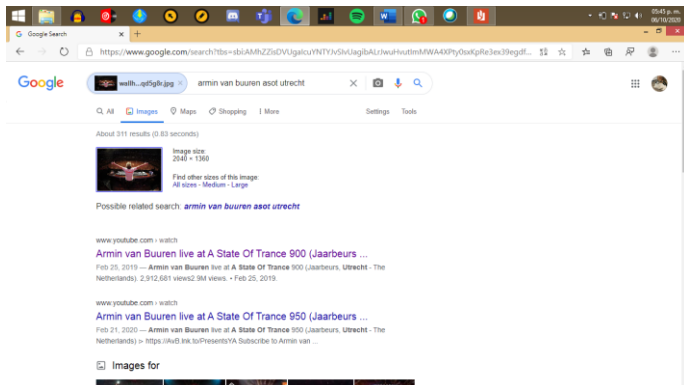 05:45 p. m.
06/10/2020
G Google Search
https://www.google.com/search?tbs=sbi:AMhZZisDVUgalcuYNTYJvSlvUagibALrJwuHvutImMWA4XPty0sxKpRe3ex39egdf...
Google
wallh...qd5g8r.jpg × armin van buuren asot utrecht
All Images Maps Shopping More Settings Tools
About 311 results (0.83 seconds)
Image size:
2040 × 1360
Find other sizes of this image:
All sizes - Medium - Large
Possible related search: armin van buuren asot utrecht
www.youtube.com › watch
Armin van Buuren live at A State Of Trance 900 (Jaarbeurs ...
Feb 25, 2019 — Armin van Buuren live at A State Of Trance 900 (Jaarbeurs, Utrecht - The
Netherlands). 2,912,681 views2.9M views. • Feb 25, 2019.
www.youtube.com › watch
Armin van Buuren live at A State Of Trance 950 (Jaarbeurs ...
Feb 21, 2020 — Armin van Buuren live at A State Of Trance 950 (Jaarbeurs, Utrecht - The
Netherlands) > https://AvB.lnk.to/PresentsYA Subscribe to Armin van ...
Images for